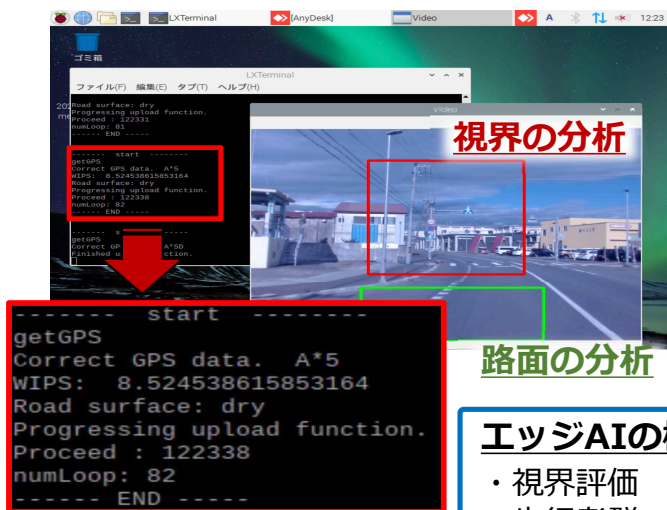 LXTerminal
[AnyDesk]
Video
A
12:23
ゴミ箱
LXTerminal
ファイル(F) 編集(E) タブ(T) ヘルプ(H)
Road surface: dry
Progressing upload function.
Proceed : 122331
numLoop: 81
------ END -----
Video
視界の分析
------- start --------
getGPS
Correct GPS data. A*5
WIPS: 8.524538615853164
Road surface: dry
Progressing upload function.
Proceed : 122338
numLoop: 82
------ END -----
getGPS
路面の分析
------- start --------
getGPS
Correct GPS data. A*5
WIPS: 8.524538615853164
Road surface: dry
Progressing upload function.
Proceed : 122338
numLoop: 82
------ END -----
エッジAIの
・視界評価